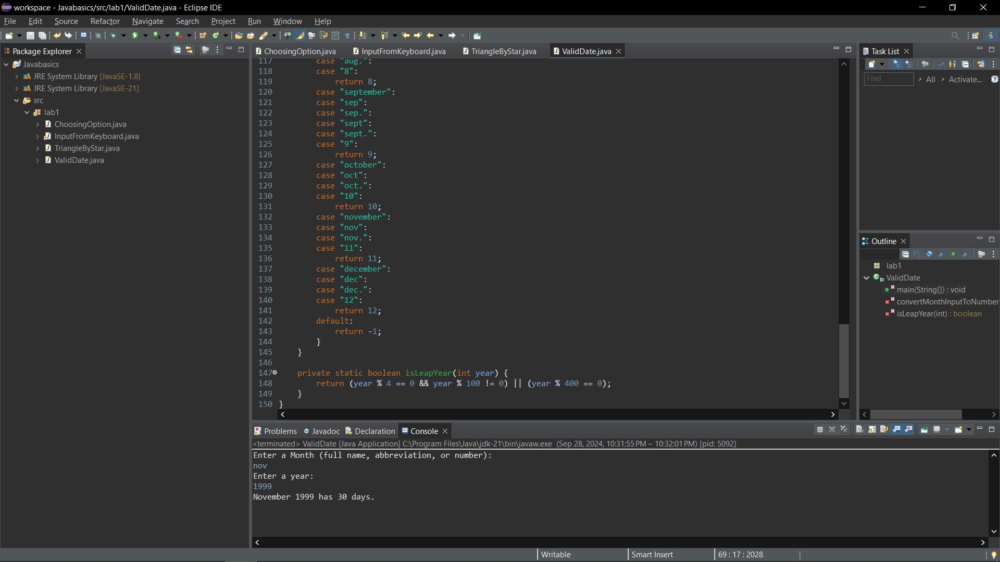 workspace - Javabasics/src/lab1/ValidDate.java - Eclipse IDE
File Edit Source Refactor Navigate Search Project Run Window Help
Package Explorer
Javabasics
JRE System Library [JavaSE-1.8]
JRE System Library [JavaSE-21]
src
lab1
ChoosingOption.java
InputFromKeyboard.java
TriangleByStar.java
ValidDate.java
ChoosingOption.java InputFromKeyboard.java TriangleByStar.java ValidDate.java
117 case "aug.":
118 case "8":
119 return 8;
120 case "september":
121 case "sep":
122 case "sep.":
123 case "sept":
124 case "sept.":
125 case "9":
126 return 9;
127 case "october":
128 case "oct":
129 case "oct.":
130 case "10":
131 return 10;
132 case "november":
133 case "nov":
134 case "nov.":
135 case "11":
136 return 11;
137 case "december":
138 case "dec":
139 case "dec.":
140 case "12":
141 return 12;
142 default:
143 return -1;
144 }
145 }
146
147 private static boolean isLeapYear(int year) {
148 return (year % 4 == 0 && year % 100 != 0) || (year % 400 == 0);
149 }
150 }
Task List
Find All Activate...
Outline
lab1
ValidDate
main(String[]) : void
convertMonthInputToNumber
isLeapYear(int) : boolean
Problems Javadoc Declaration Console
<terminated> ValidDate [Java Application] C:\Program Files\Java\jdk-21\bin\javaw.exe (Sep 28, 2024, 10:31:55 PM – 10:32:01 PM) [pid: 5092]
Enter a Month (full name, abbreviation, or number):
nov
Enter a year:
1999
November 1999 has 30 days.
Writable Smart Insert 69 : 17 : 2028